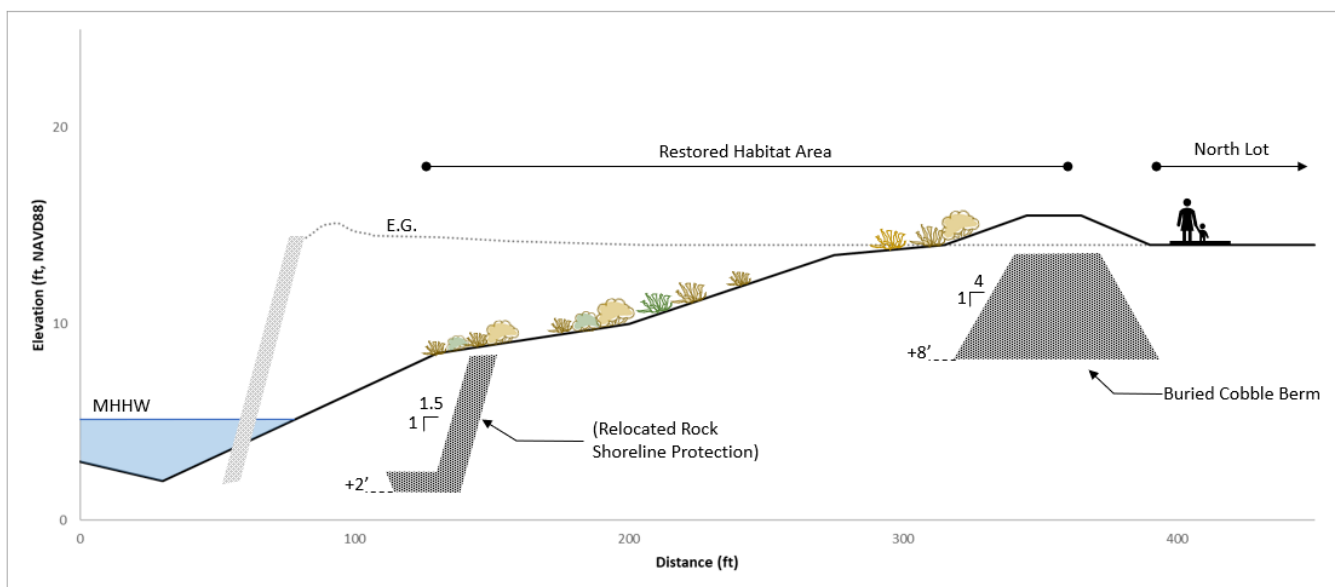 20
Restored Habitat Area
North Lot
E.G.
Elevation (ft, NAVD88)
10
4
1
+8’
Buried Cobble Berm
MHHW
1.5
1
(Relocated Rock
Shoreline Protection)
+2’
0
0
100
200
300
400
Distance (ft)